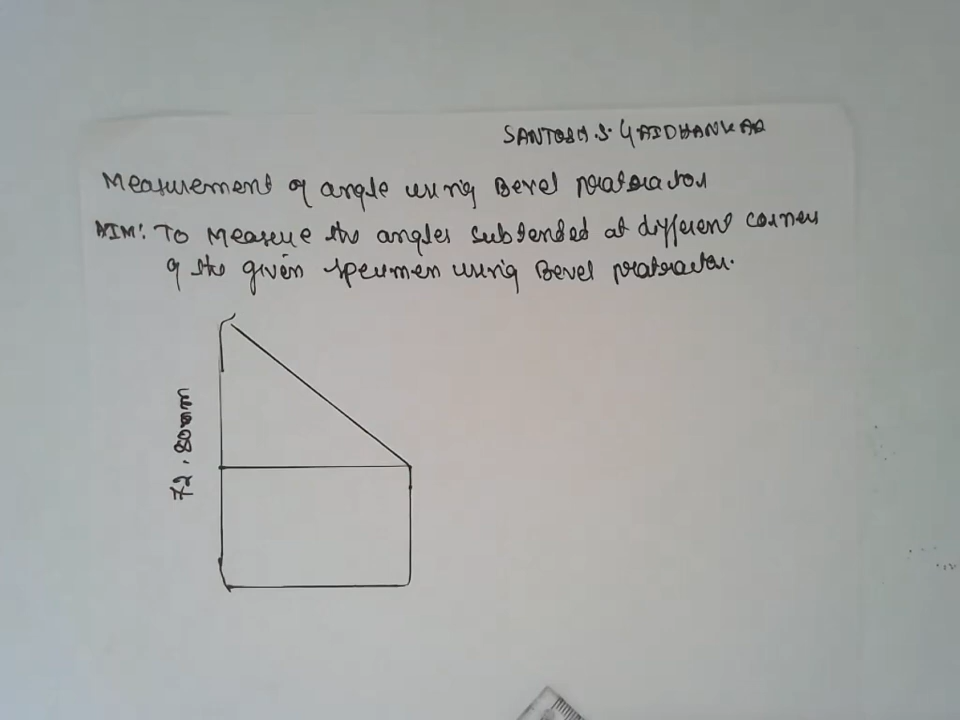 SANTOSH.S.GAIDHANKAR
Measurement of angle using Bevel protractor
AIM: To Measure the angles subtended at different corners
of the given specimen using Bevel protractor.
72.80mm